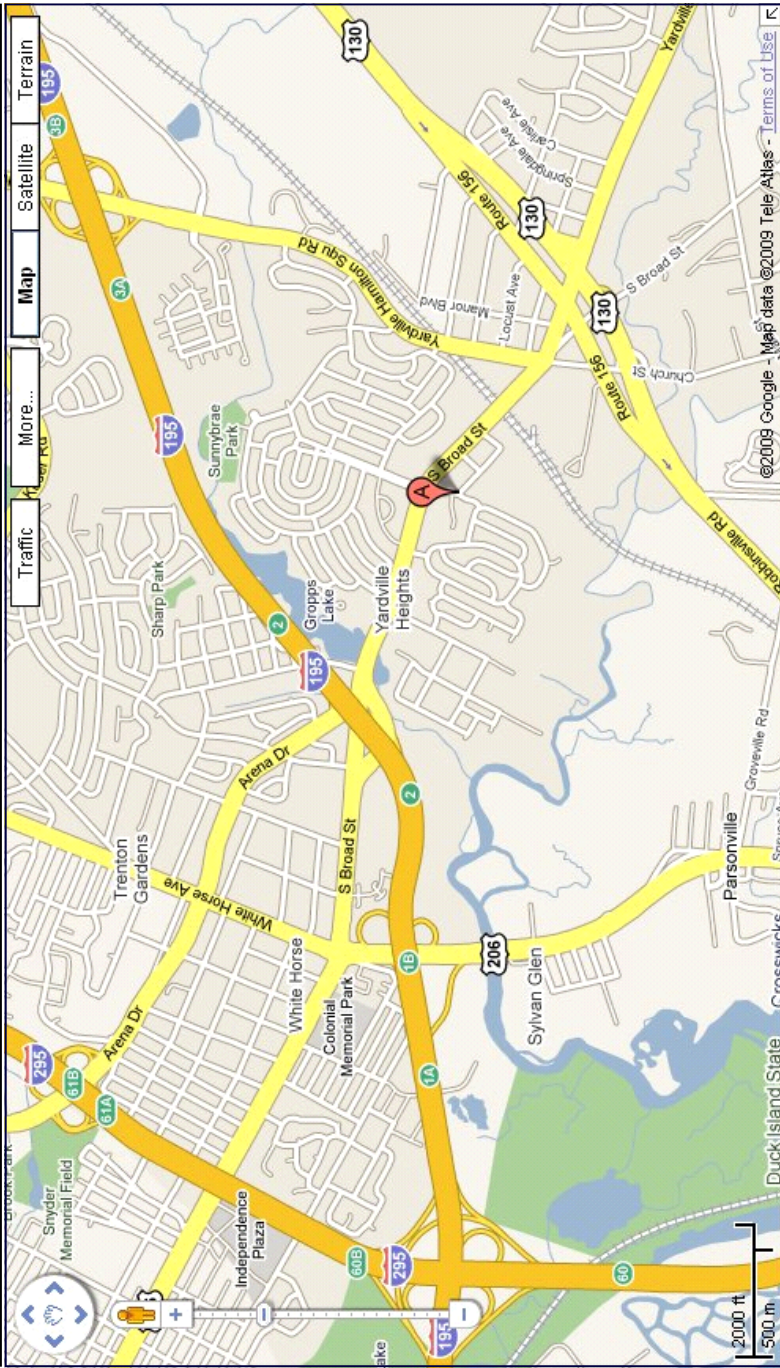 Traffic
More...
Map
Satellite
Terrain
295
61B
61A
Snyder
Memorial Field
Arena Dr
Independence
Plaza
60B
295
195
60
1A
1B
White Horse
Colonial
Memorial Park
White Horse Ave
Trenton
Gardens
Arena Dr
S Broad St
2
195
2
Sharp Park
Gropps
Lake
Sunnybrae
Park
Yardville
Heights
A
S Broad St
195
3A
3B
195
Yardville Hamilton Squ Rd
Manor Blvd
Locust Ave
Route 156
130
130
130
Springdale Ave
Carlisle Ave
Yardville
S Broad St
Church St
Route 156
Robbinsville Rd
206
Sylvan Glen
Parsonville
Groveville Rd
Crosswicks
Duck Island State
2000 ft
500 m
©2009 Google - Map data ©2009 Tele Atlas - Terms of Use